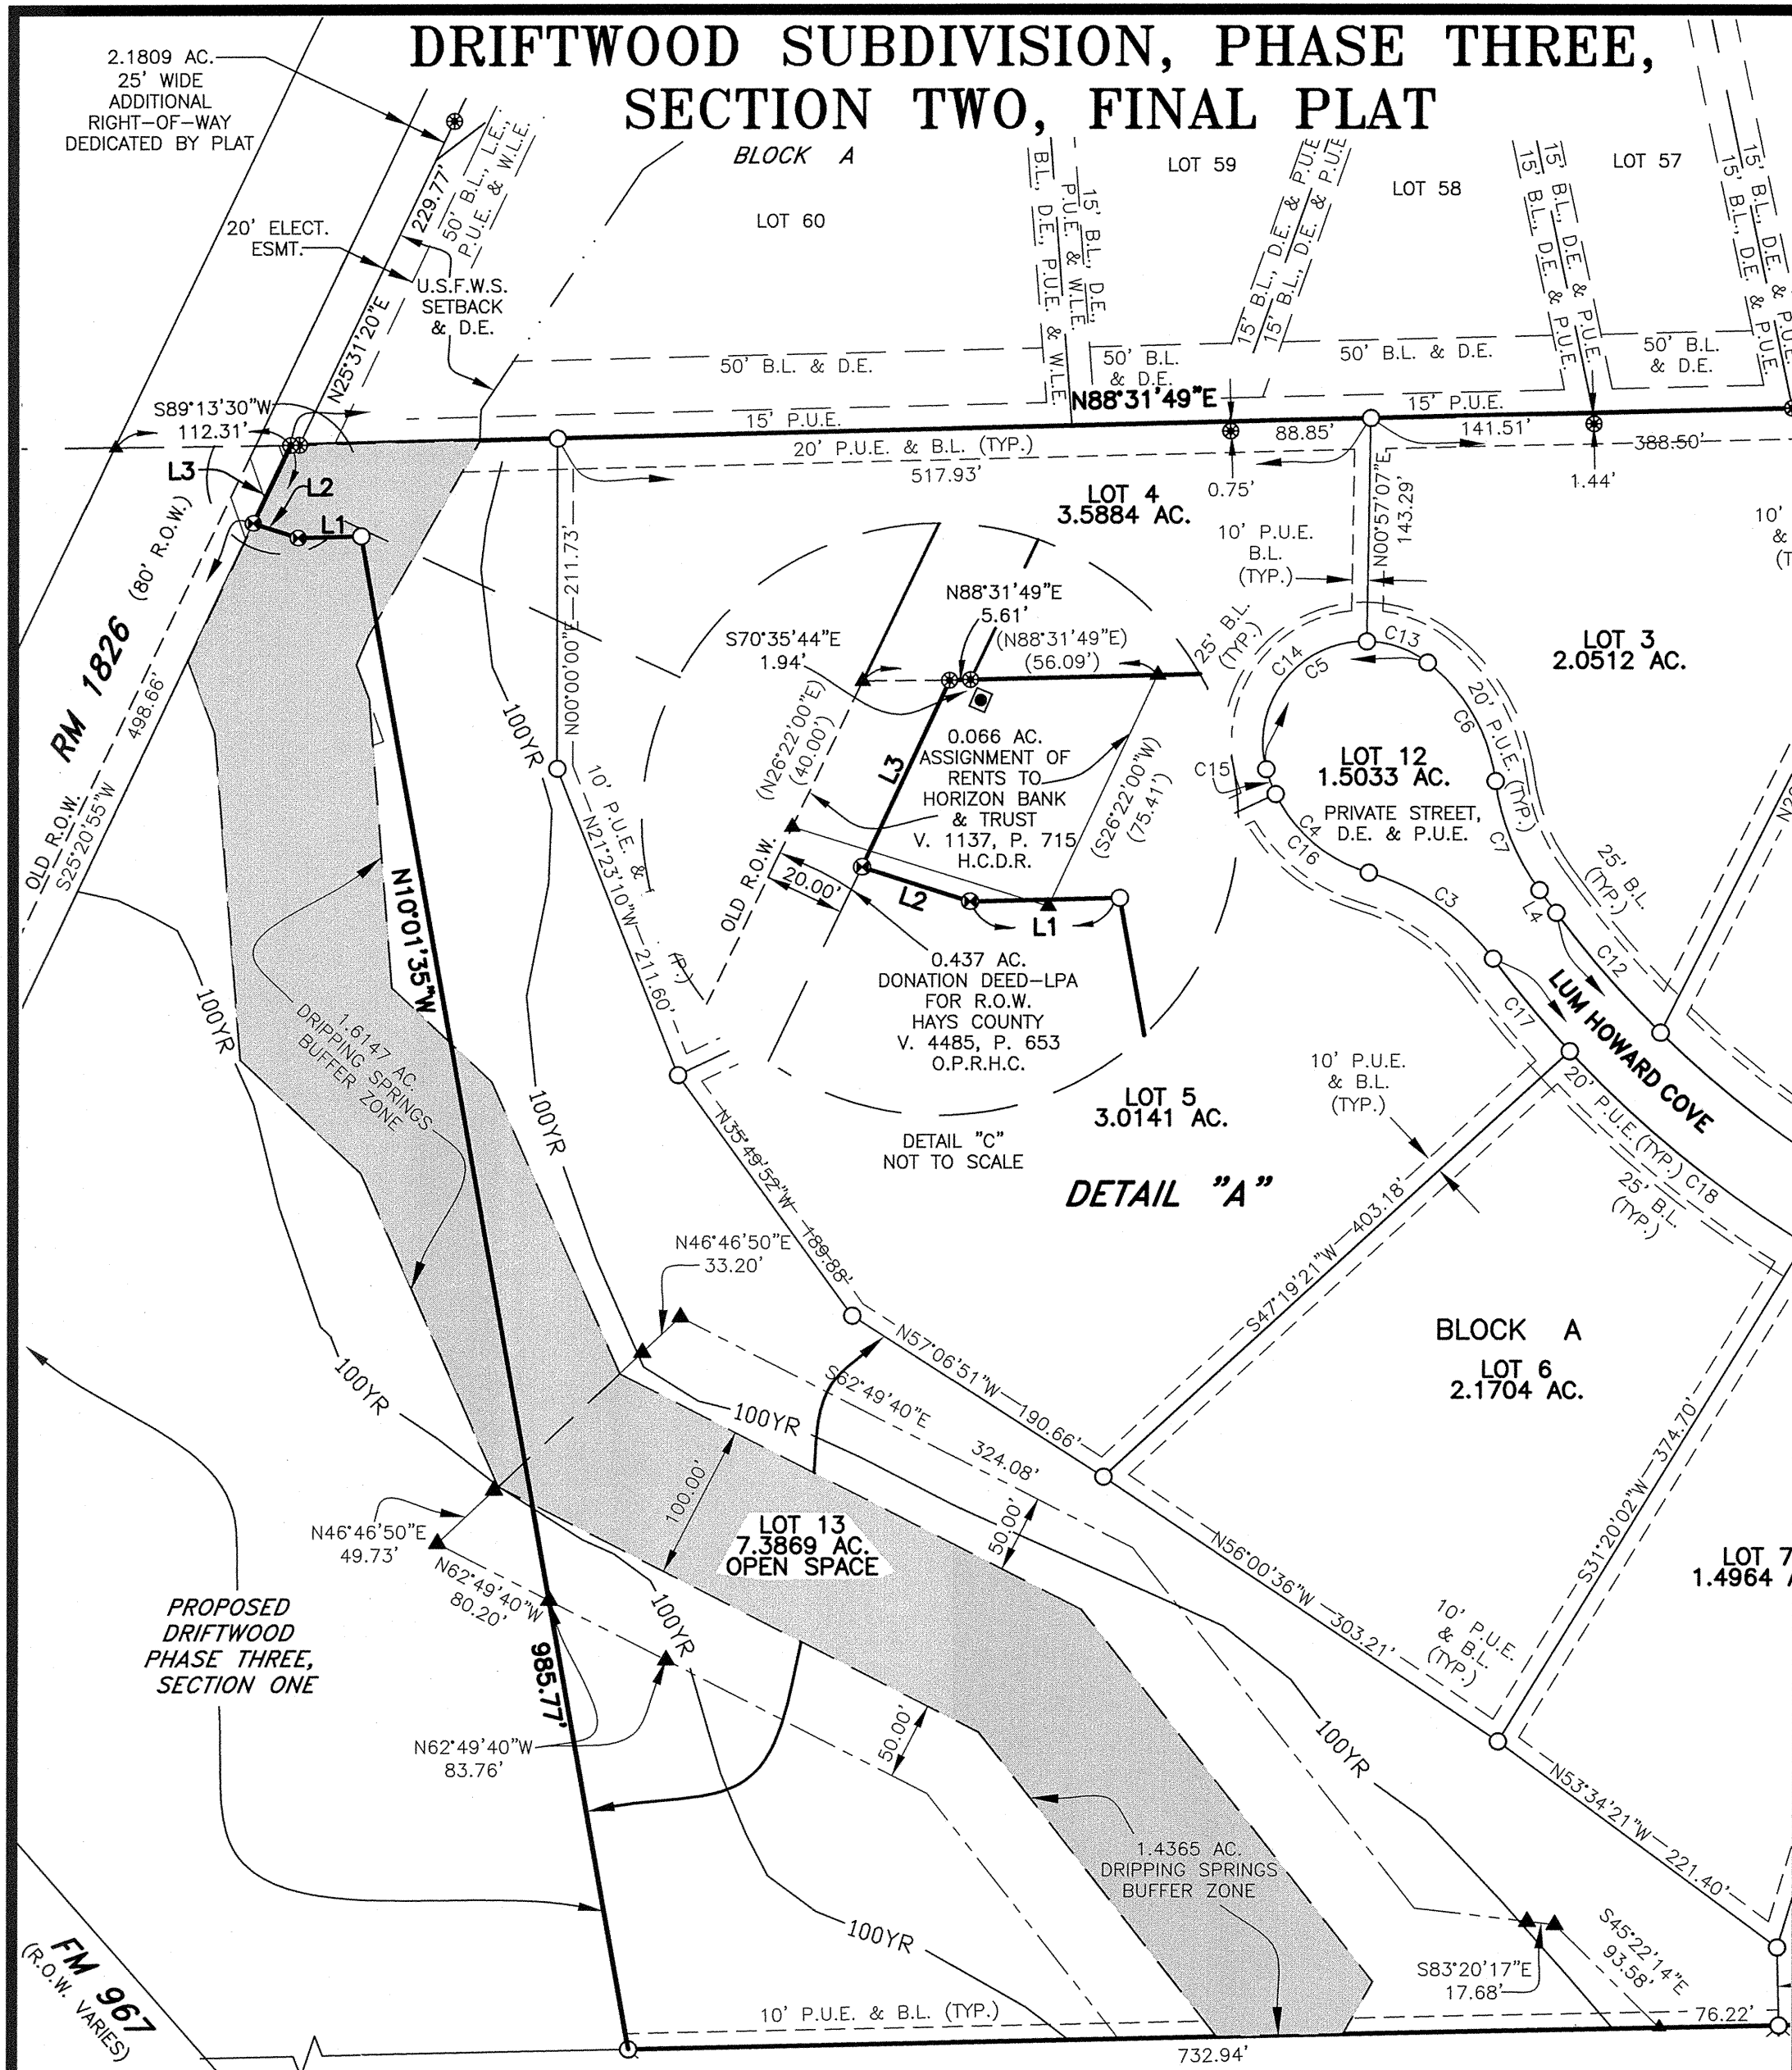 DRIFTWOOD SUBDIVISION, PHASE THREE,
SECTION TWO, FINAL PLAT
2.1809 AC.
25' WIDE
ADDITIONAL
RIGHT-OF-WAY
DEDICATED BY PLAT
229.77'
50' B.L., L.E.,
P.U.E. & W.L.E.
20' ELECT.
ESMT.
U.S.F.W.S.
SETBACK
& D.E.
N25°31'20"E
BLOCK A
LOT 60
B.L., D.E., P.U.E. & W.L.E.
15' B.L., D.E.,
P.U.E. & W.L.E.
LOT 59
15' B.L., D.E. & P.U.E.
15' B.L., D.E. & P.U.E.
LOT 58
15' B.L., D.E. & P.U.E.
15' B.L., D.E. & P.U.E.
LOT 57
15' B.L., D.E. & P.U.E.
15' B.L., D.E. & P.U.E.
50' B.L. & D.E.
50' B.L.
& D.E.
50' B.L. & D.E.
50' B.L.
& D.E.
S89°13'30"W
112.31'
15' P.U.E.
N88°31'49"E
15' P.U.E.
20' P.U.E. & B.L. (TYP.)
517.93'
88.85'
141.51'
388.50'
0.75'
1.44'
L3
L2
L1
RM 1826
(80' R.O.W.)
OLD R.O.W.
498.66'
S25°20'55"W
LOT 4
3.5884 AC.
10' P.U.E.
B.L.
(TYP.)
N00°57'07"E
143.29'
10'
&
N00°00'00"E
211.73'
100YR
N88°31'49"E
5.61'
(N88°31'49"E)
(56.09')
S70°35'44"E
1.94'
(N26°22'00"E)
(40.00')
L3
0.066 AC.
ASSIGNMENT OF
RENTS TO
HORIZON BANK
& TRUST
V. 1137, P. 715
H.C.D.R.
(S26°22'00"W)
(75.41')
OLD R.O.W.
20.00'
L2
L1
0.437 AC.
DONATION DEED-LPA
FOR R.O.W.
HAYS COUNTY
V. 4485, P. 653
O.P.R.H.C.
DETAIL "C"
NOT TO SCALE
25' B.L.
(TYP.)
C14
C5
C13
C6
20' P.U.E. (TYP.)
LOT 3
2.0512 AC.
LOT 12
1.5033 AC.
PRIVATE STREET,
D.E. & P.U.E.
C15
C4
C16
C7
C3
L4
C12
C17
25' B.L.
(TYP.)
LUM HOWARD COVE
20' P.U.E. (TYP.)
C18
25' B.L.
(TYP.)
10' P.U.E. &
(P.)
N21°23'10"W
211.60'
N10°01'35"W
1.6147 AC.
DRIPPING SPRINGS
BUFFER ZONE
100YR
100YR
LOT 5
3.0141 AC.
DETAIL "A"
10' P.U.E.
& B.L.
(TYP.)
N35°49'52"W
189.88'
S47°19'21"W
403.18'
N46°46'50"E
33.20'
BLOCK A
LOT 6
2.1704 AC.
N57°06'51"W
190.66'
S62°49'40"E
324.08'
100YR
100YR
100.00'
50.00'
S31°20'02"W
374.70'
N46°46'50"E
49.73'
N62°49'40"W
80.20'
LOT 13
7.3869 AC.
OPEN SPACE
N56°00'36"W
303.21'
LOT 7
1.4964
PROPOSED
DRIFTWOOD
PHASE THREE,
SECTION ONE
100YR
985.77'
10' P.U.E.
& B.L.
(TYP.)
N62°49'40"W
83.76'
50.00'
100YR
N53°34'21"W
221.40'
1.4365 AC.
DRIPPING SPRINGS
BUFFER ZONE
100YR
S83°20'17"E
17.68'
S45°22'14"E
93.58'
FM 967
(R.O.W. VARIES)
10' P.U.E. & B.L. (TYP.)
76.22'
732.94'